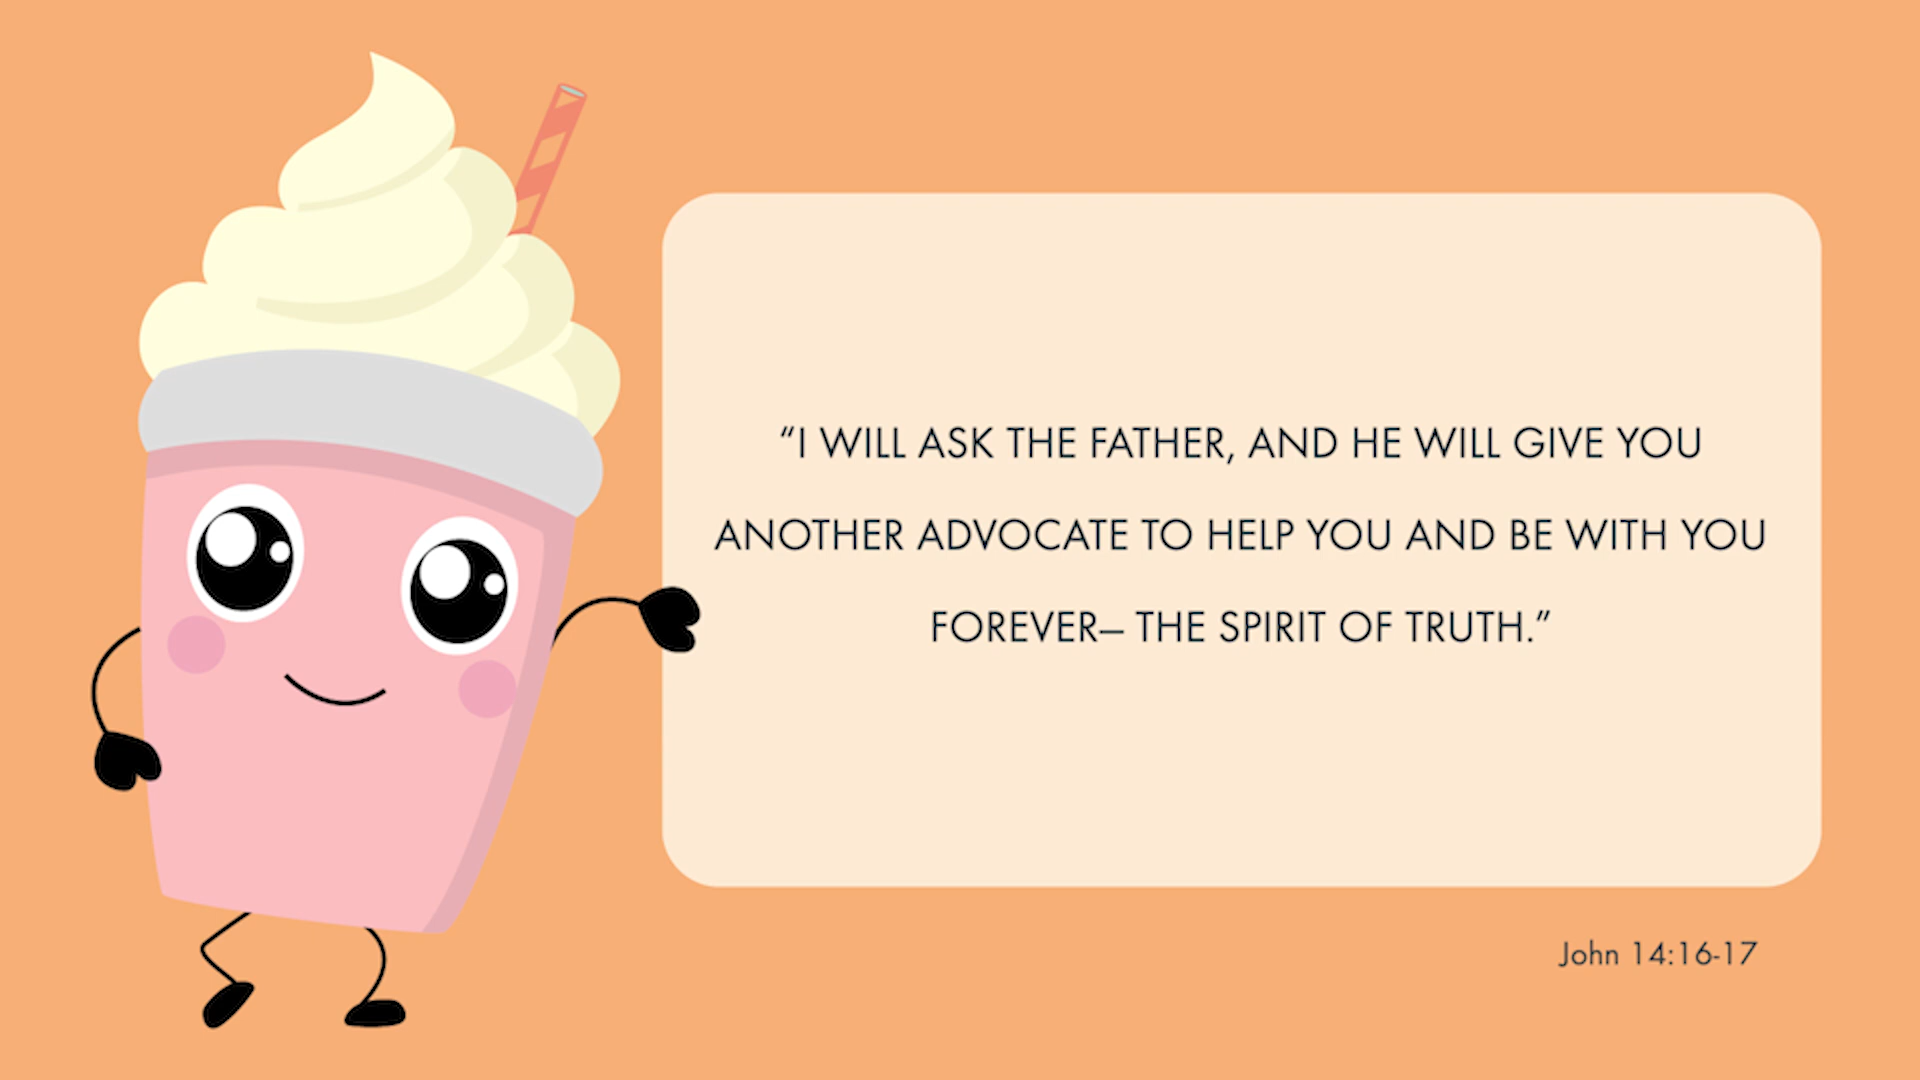 “I WILL ASK THE FATHER, AND HE WILL GIVE YOU
ANOTHER ADVOCATE TO HELP YOU AND BE WITH YOU
FOREVER– THE SPIRIT OF TRUTH.”
John 14:16-17